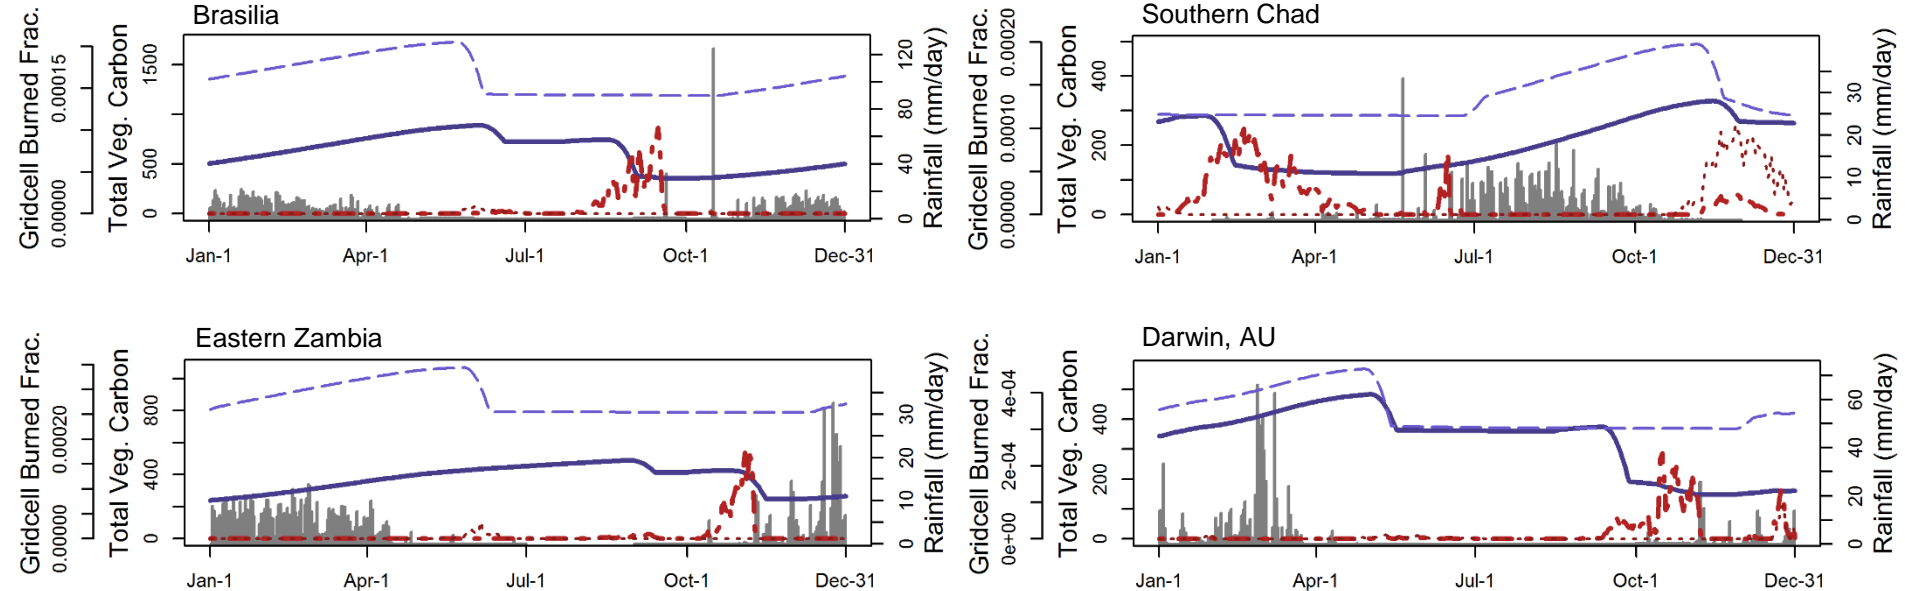 Brasilia
Gridcell Burned Frac.
0.00000
0.00015
Total Veg. Carbon
0
500
1500
Rainfall (mm/day)
0
40
80
120
Jan-1
Apr-1
Jul-1
Oct-1
Dec-31
Southern Chad
Gridcell Burned Frac.
0.00000
0.00010
0.00020
Total Veg. Carbon
0
200
400
Rainfall (mm/day)
0
10
20
30
Jan-1
Apr-1
Jul-1
Oct-1
Dec-31
Eastern Zambia
Gridcell Burned Frac.
0.00000
0.00020
Total Veg. Carbon
0
400
800
Rainfall (mm/day)
0
10
20
30
Jan-1
Apr-1
Jul-1
Oct-1
Dec-31
Darwin, AU
Gridcell Burned Frac.
0e+00
2e-04
4e-04
Total Veg. Carbon
0
200
400
Rainfall (mm/day)
0
20
40
60
Jan-1
Apr-1
Jul-1
Oct-1
Dec-31